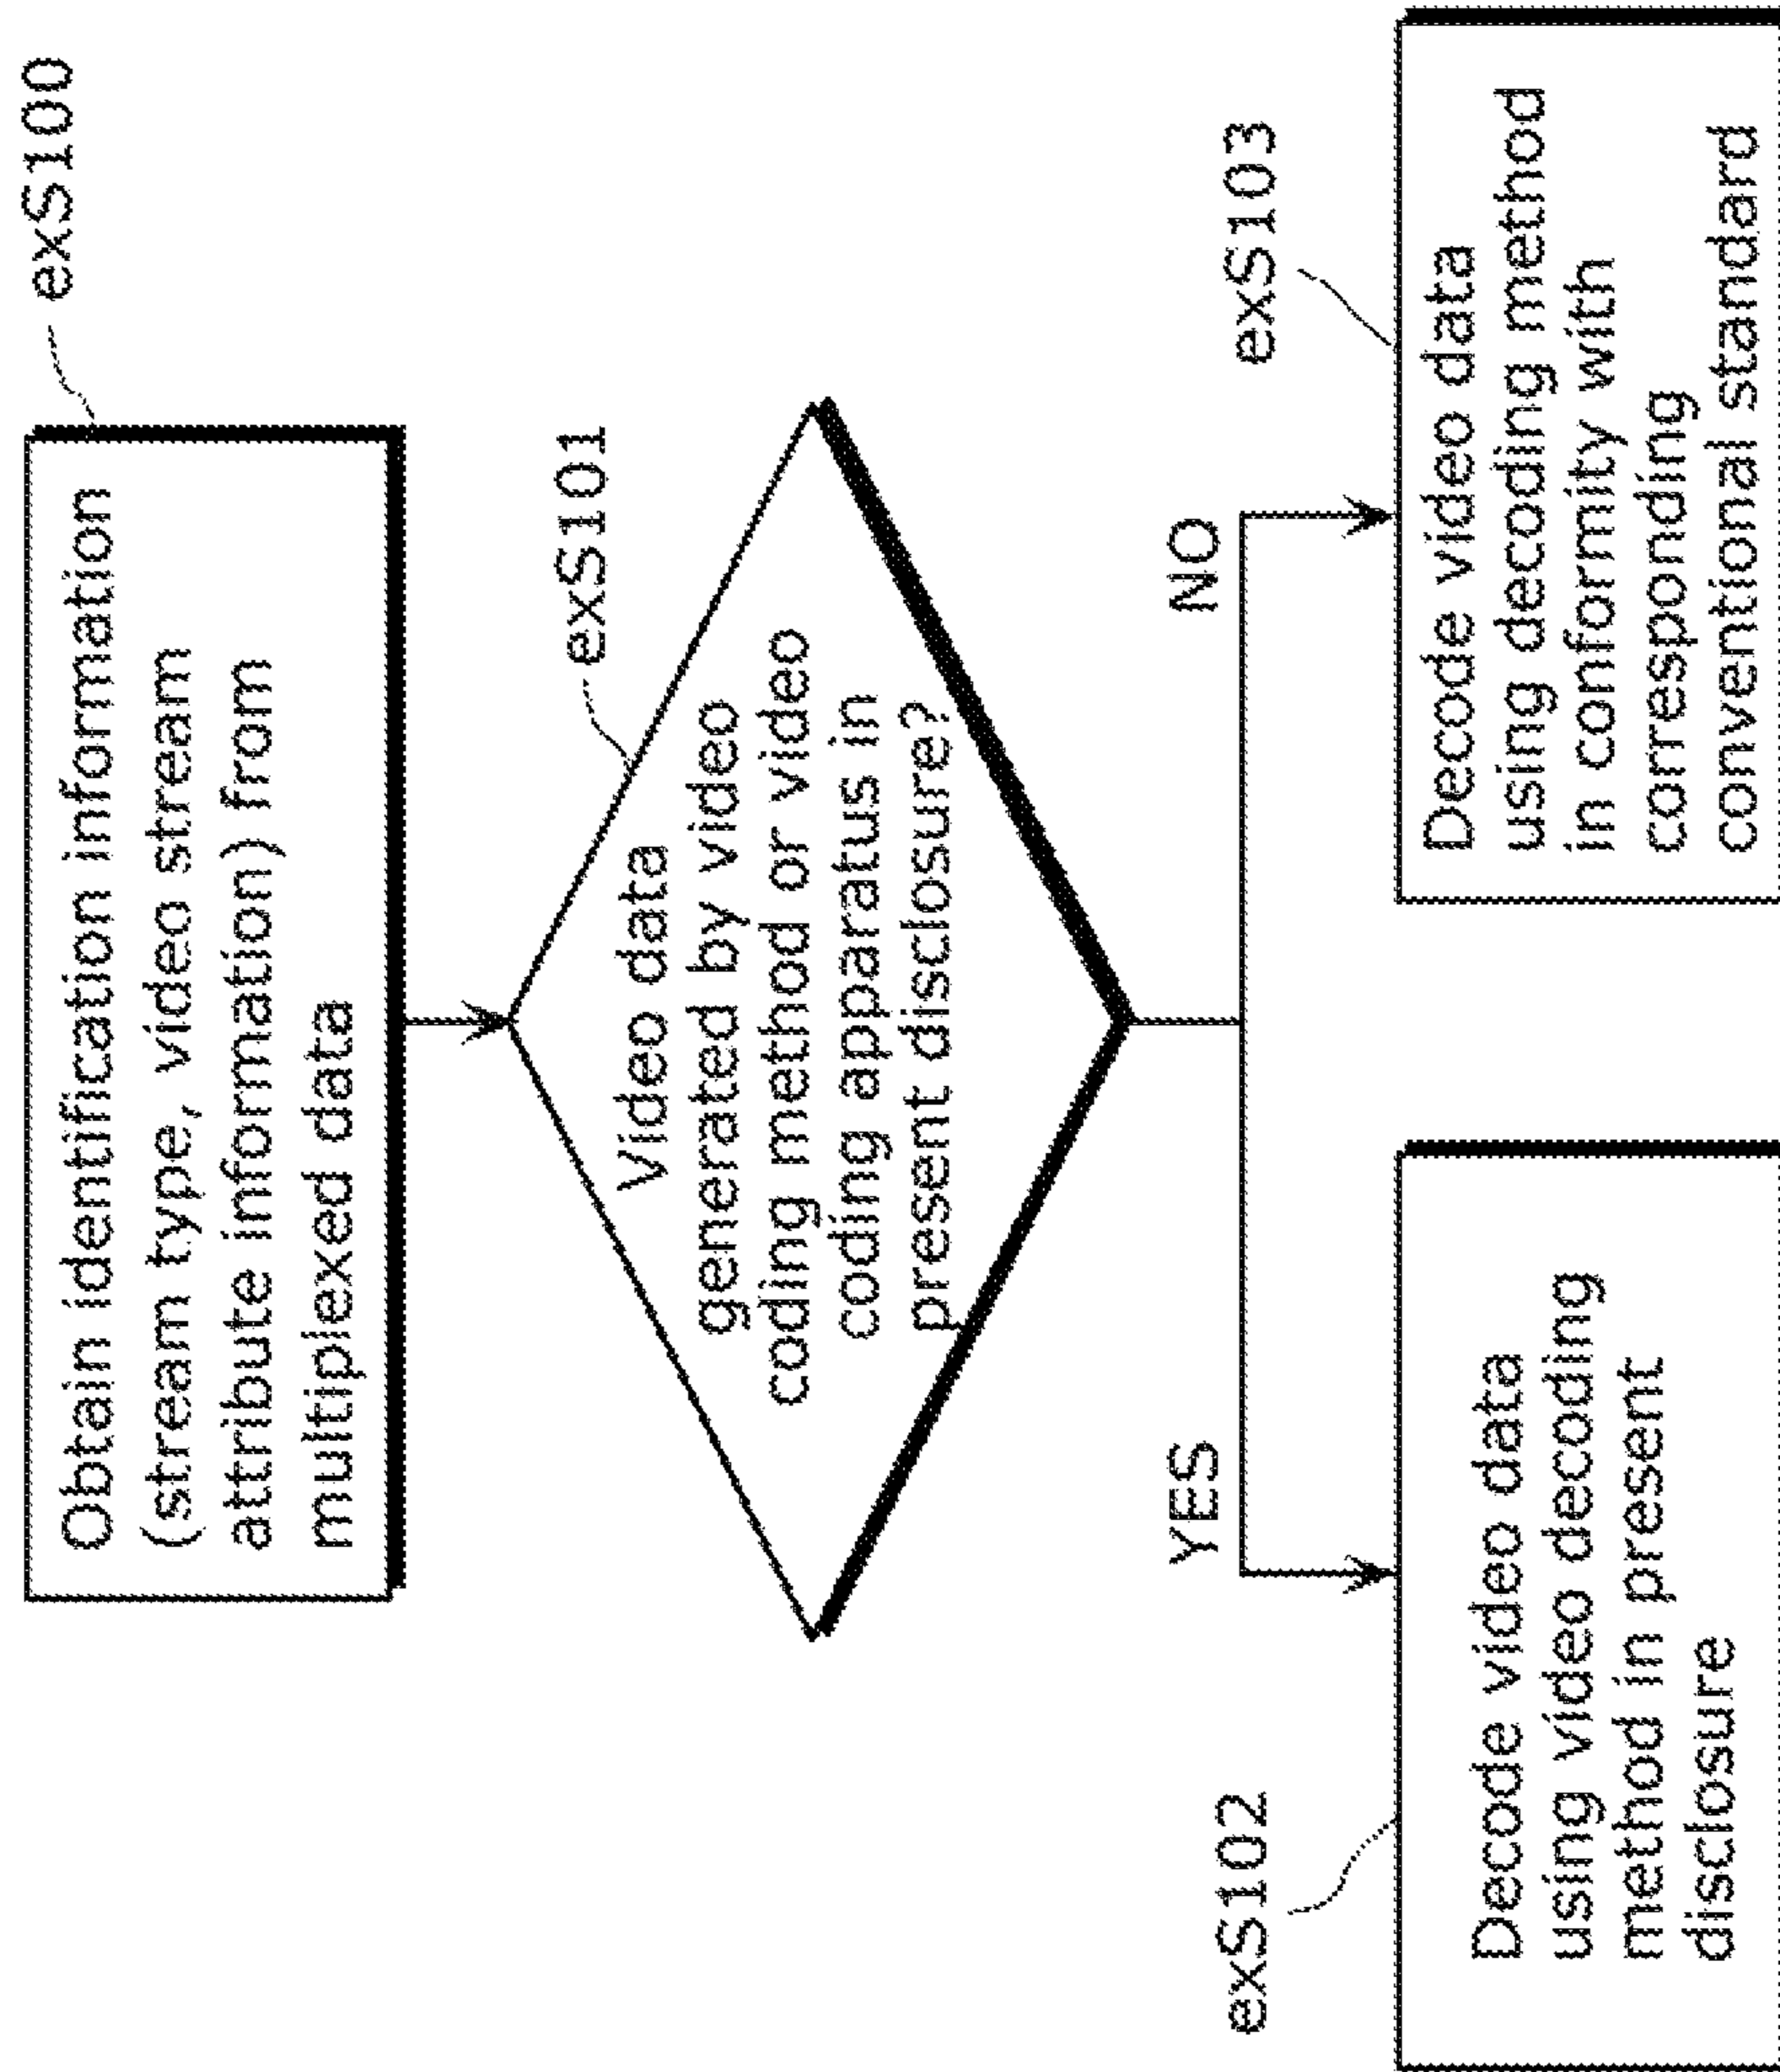 exS100
Obtain identification information
(stream type, video stream
attribute information) from
multiplexed data
exS101
Video data
generated by video
coding method or video
coding apparatus in
present disclosure?
YES
NO
exS102
Decode video data
using video decoding
method in present
disclosure
exS103
Decode video data
using decoding method
in conformity with
corresponding
conventional standard